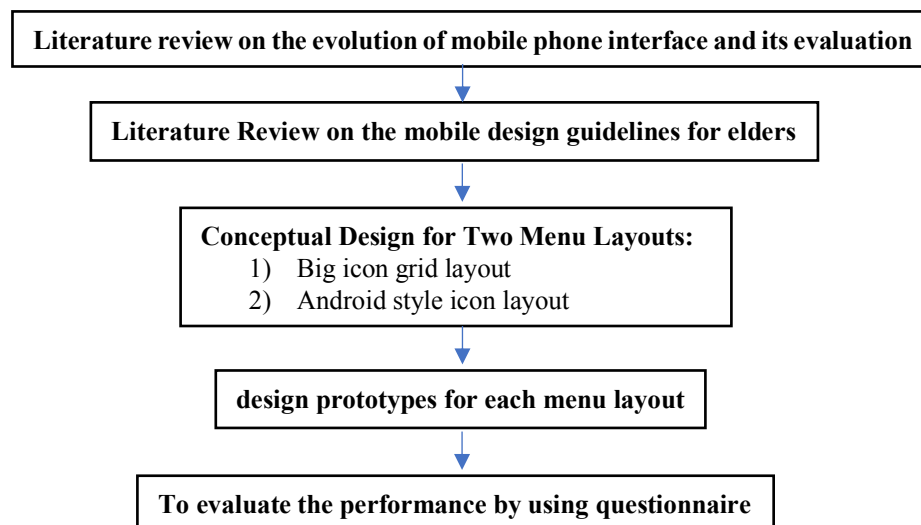 Literature review on the evolution of mobile phone interface and its evaluation
Literature Review on the mobile design guidelines for elders
Conceptual Design for Two Menu Layouts:
1) Big icon grid layout
2) Android style icon layout
design prototypes for each menu layout
To evaluate the performance by using questionnaire